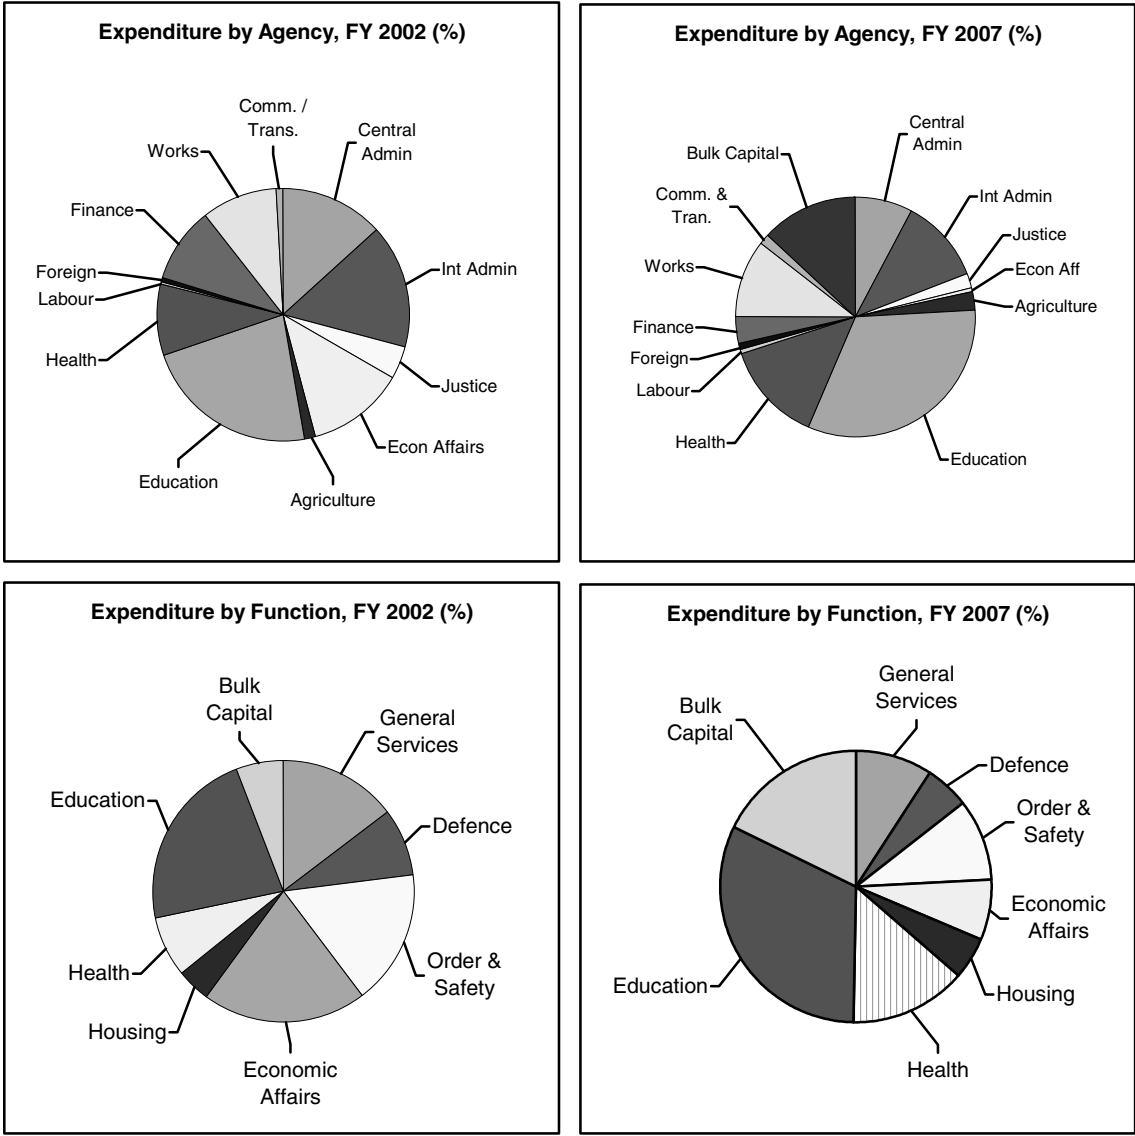 Expenditure by Agency, FY 2002 (%)
Comm. /
Trans.
Central
Admin
Works
Finance
Foreign
Labour
Int Admin
Health
Justice
Econ Affairs
Education
Agriculture
Expenditure by Agency, FY 2007 (%)
Central
Admin
Bulk Capital
Comm. &
Tran.
Int Admin
Justice
Works
Econ Aff
Agriculture
Finance
Foreign
Labour
Health
Education
Expenditure by Function, FY 2002 (%)
Bulk
Capital
General
Services
Education
Defence
Order &
Safety
Health
Housing
Economic
Affairs
Expenditure by Function, FY 2007 (%)
General
Services
Bulk
Capital
Defence
Order &
Safety
Economic
Affairs
Education
Housing
Health